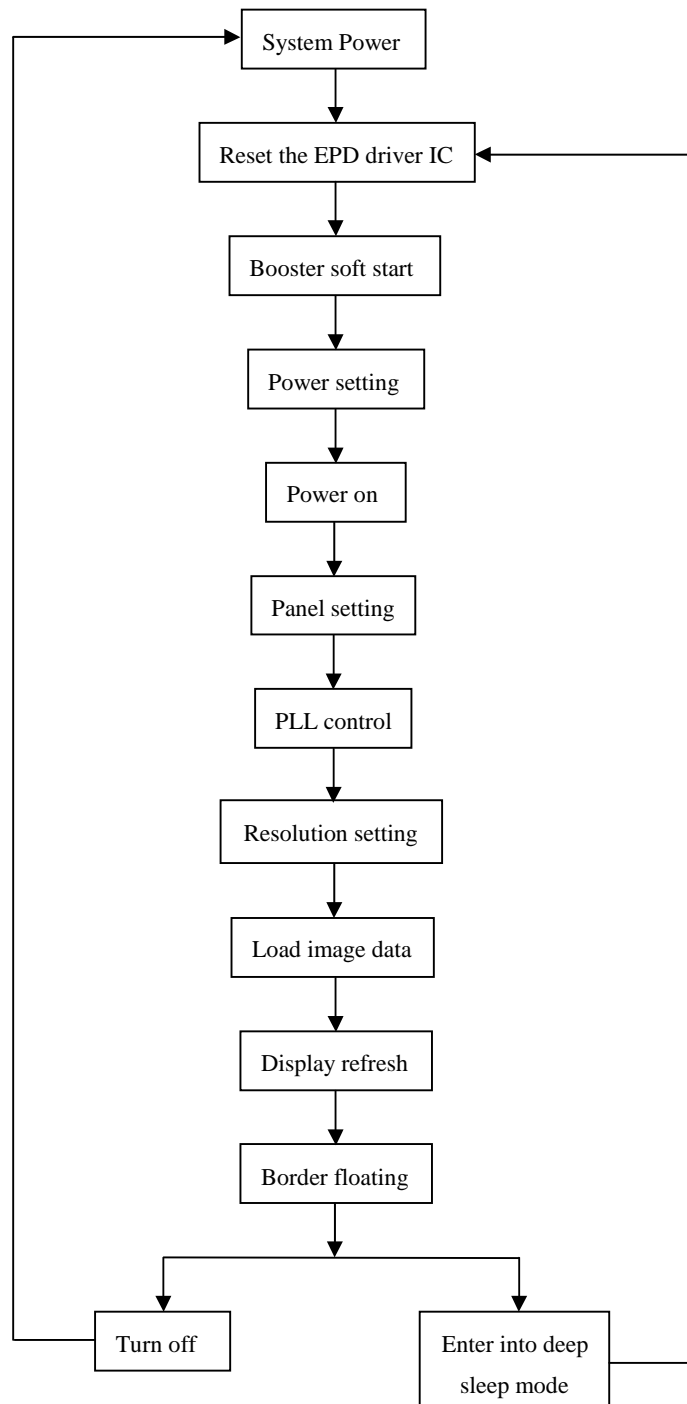 System Power
Reset the EPD driver IC
Booster soft start
Power setting
Power on
Panel setting
PLL control
Resolution setting
Load image data
Display refresh
Border floating
Turn off
Enter into deep
sleep mode